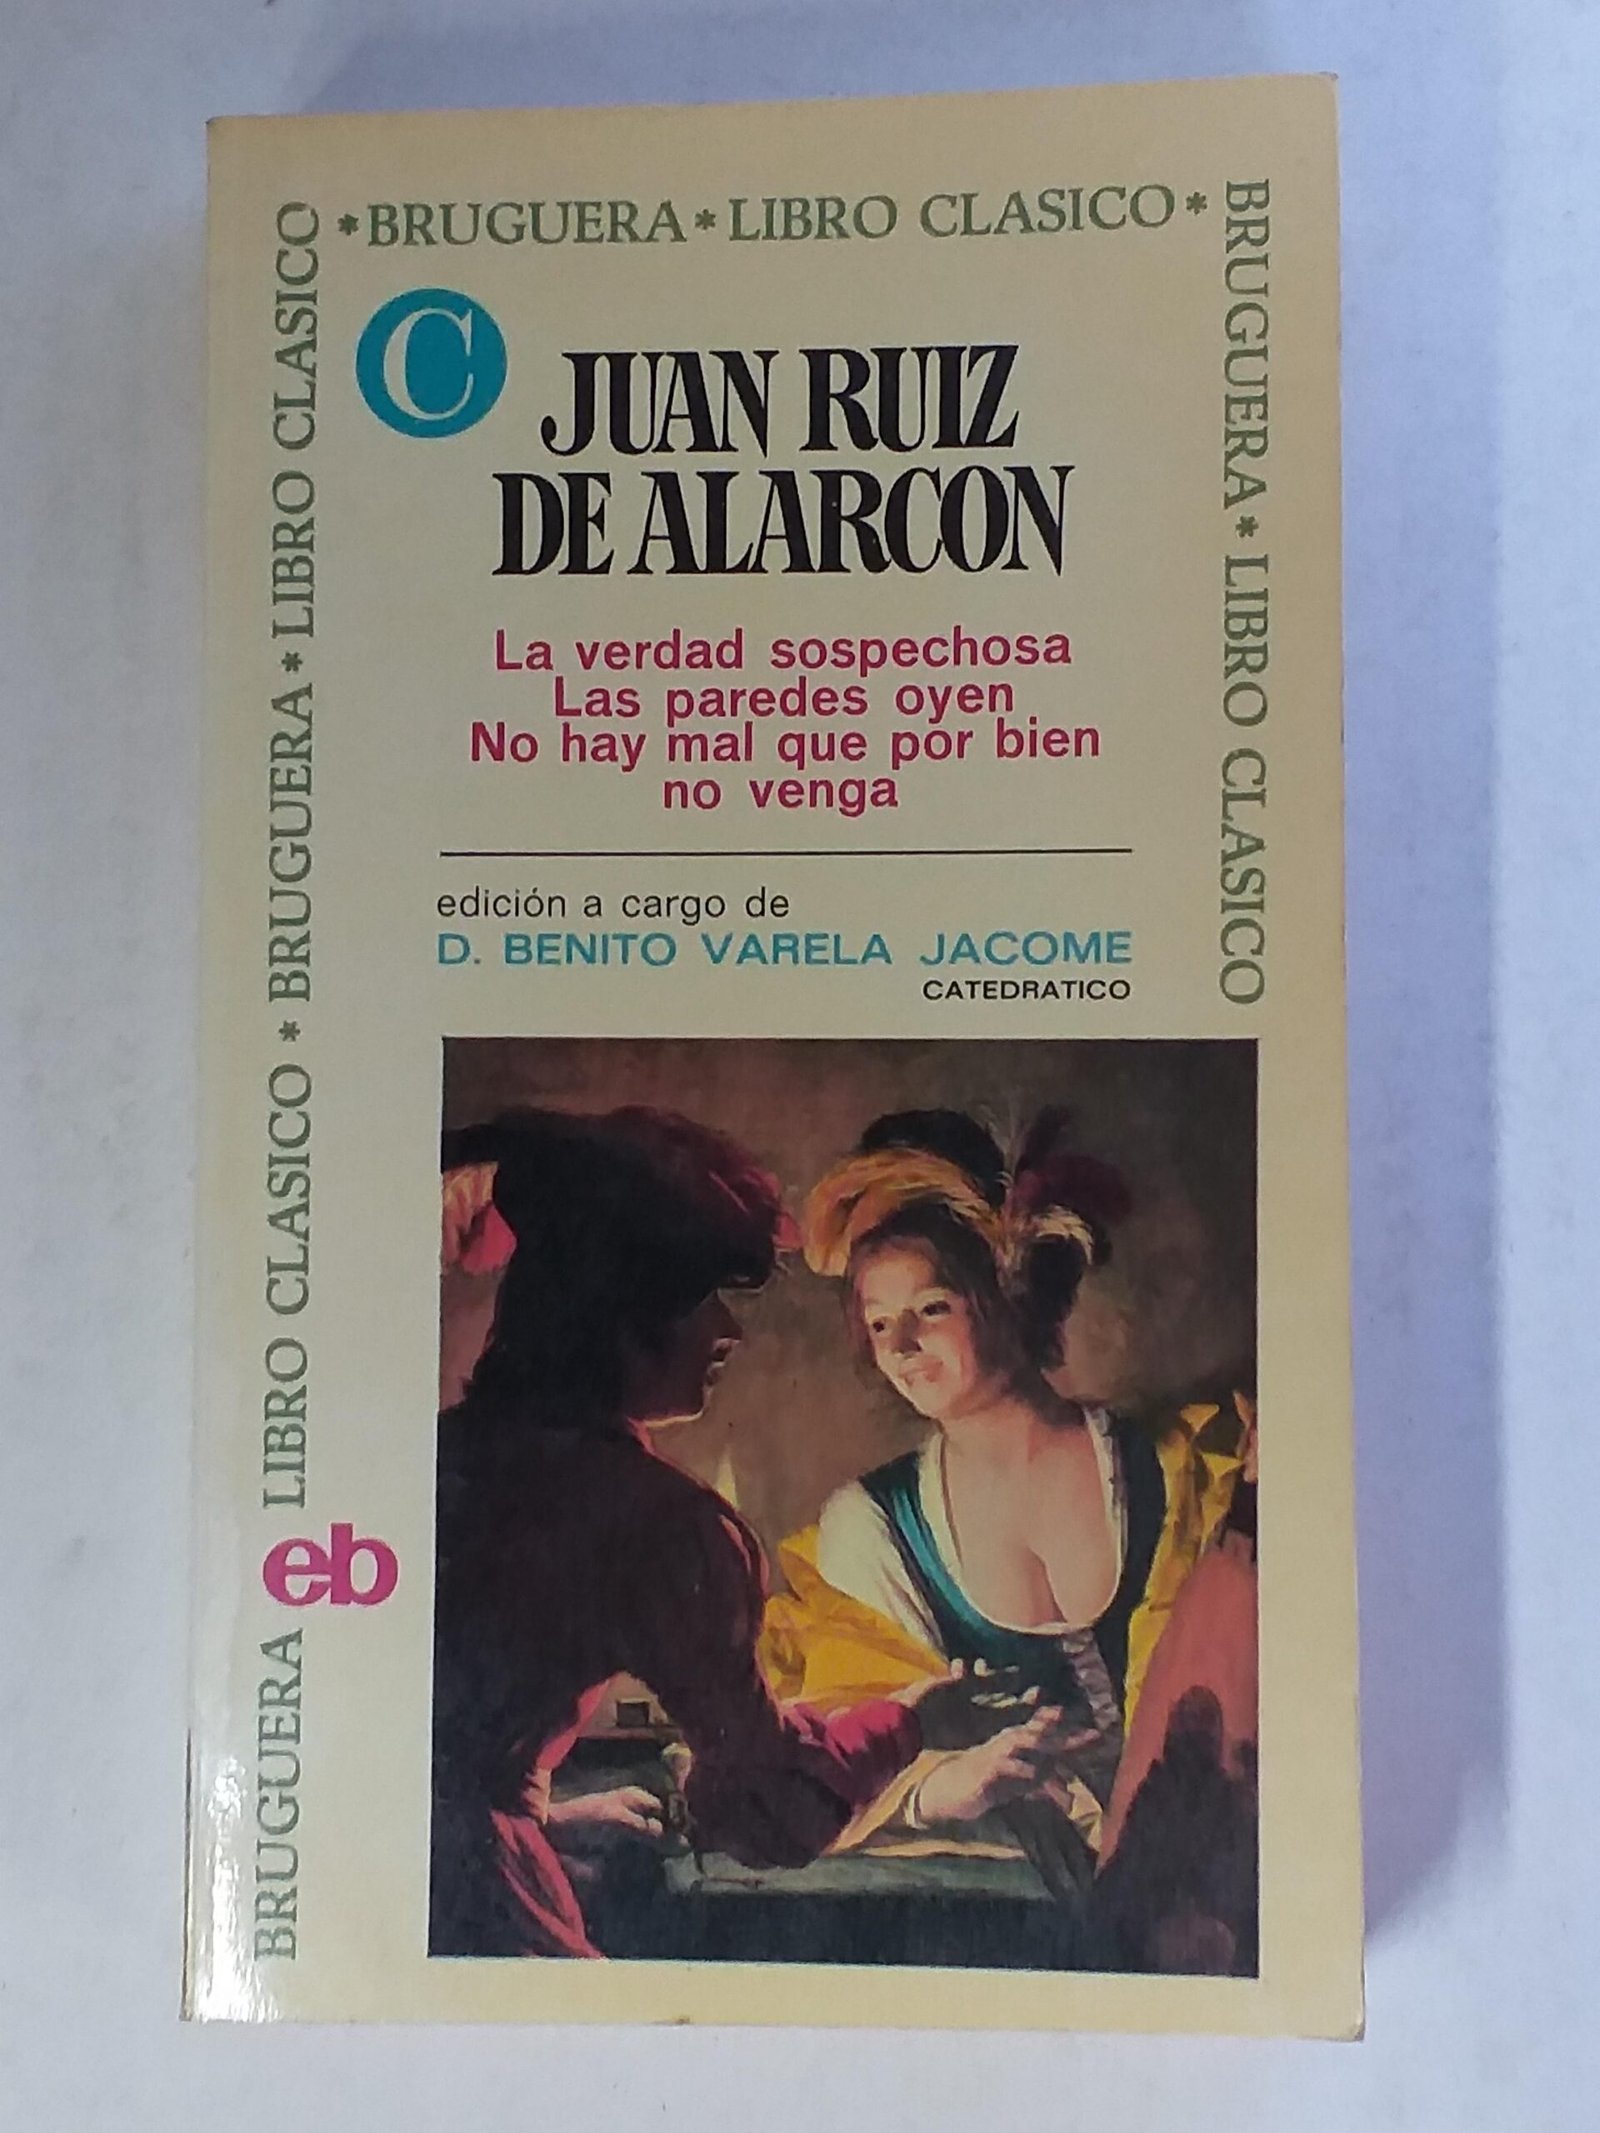 * BRUGUERA * LIBRO CLASICO *
BRUGUERA * LIBRO CLASICO
BRUGUERA LIBRO CLASICO * BRUGUERA * LIBRO CLASICO
C
JUAN RUIZ
DE ALARCON
La verdad sospechosa
Las paredes oyen
No hay mal que por bien
no venga
edición a cargo de
D. BENITO VARELA JACOME
CATEDRATICO
eb